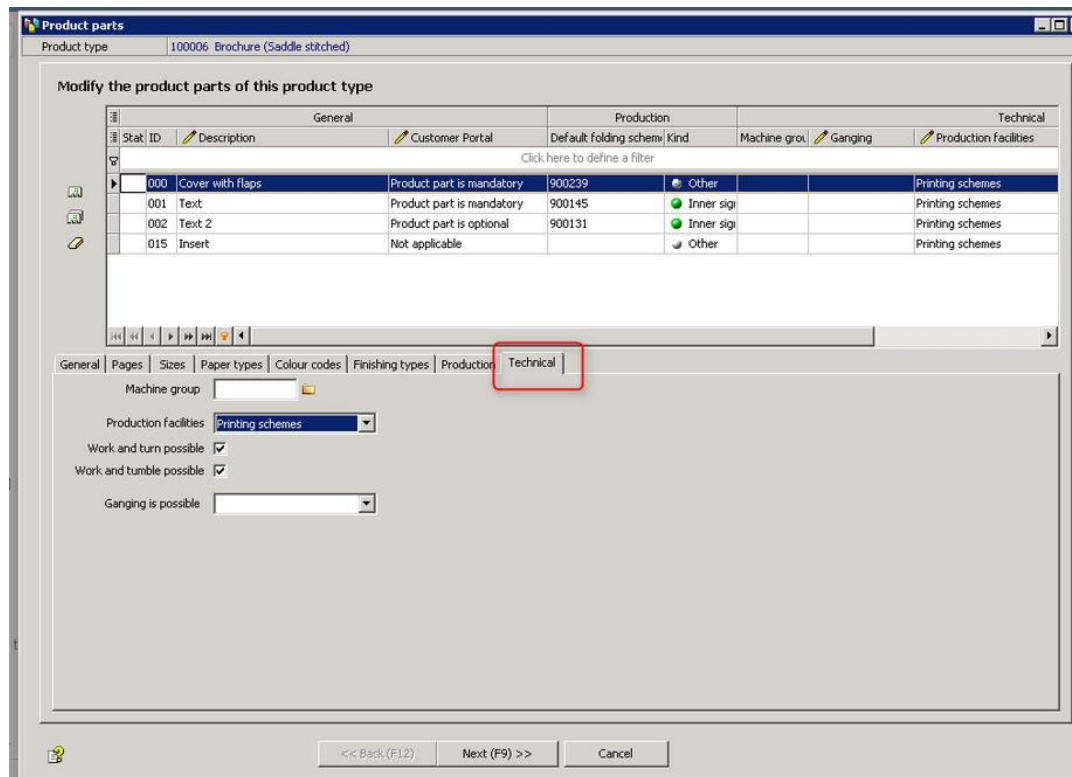 Product parts
Product type 100006 Brochure (Saddle stitched)
Modify the product parts of this product type
General Production Technical
Stat ID Description Customer Portal Default folding schem Kind Machine grou Ganging Production facilities
Click here to define a filter
000 Cover with flaps Product part is mandatory 900239 Other Printing schemes
001 Text Product part is mandatory 900145 Inner sign Printing schemes
002 Text 2 Product part is optional 900131 Inner sign Printing schemes
015 Insert Not applicable Other Printing schemes
General Pages Sizes Paper types Colour codes Finishing types Production Technical
Machine group
Production facilities Printing schemes
Work and turn possible
Work and tumble possible
Ganging is possible
<< Back (F12) Next (F9) >> Cancel